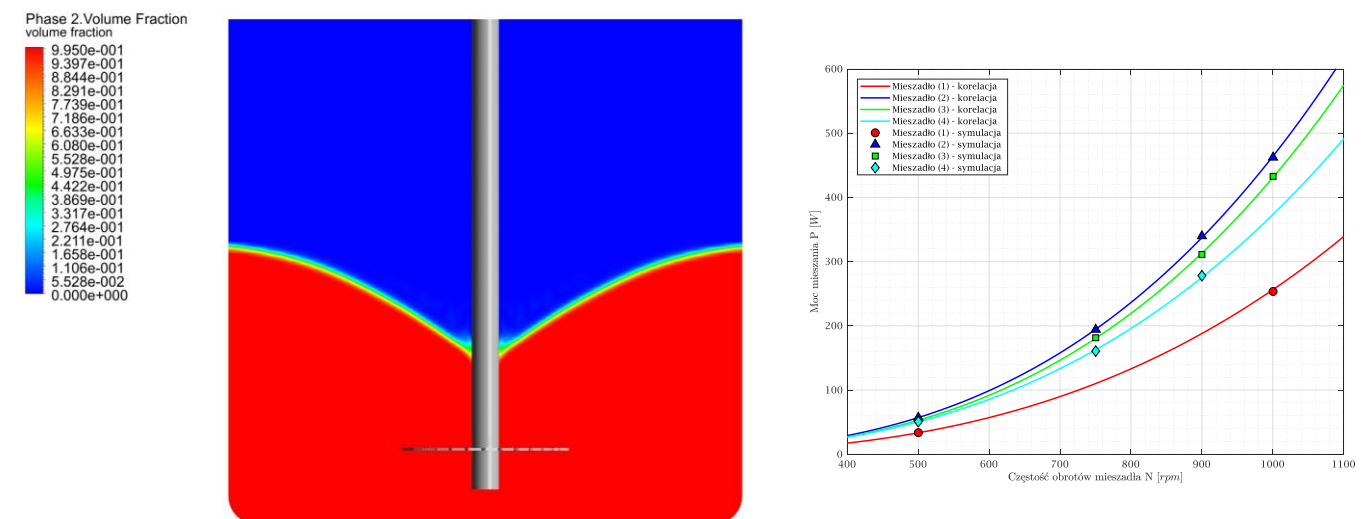 Phase 2.Volume Fraction
volume fraction
9.950e-001
9.397e-001
8.844e-001
8.291e-001
7.739e-001
7.186e-001
6.633e-001
6.080e-001
5.528e-001
4.975e-001
4.422e-001
3.869e-001
3.317e-001
2.764e-001
2.211e-001
1.658e-001
1.106e-001
5.528e-002
0.000e+000
Mieszadło (1) - korelacja
Mieszadło (2) - korelacja
Mieszadło (3) - korelacja
Mieszadło (4) - korelacja
Mieszadło (1) - symulacja
Mieszadło (2) - symulacja
Mieszadło (3) - symulacja
Mieszadło (4) - symulacja
Moc mieszania P [W]
600
500
400
300
200
100
0
400 500 600 700 800 900 1000 1100
Częstość obrotów mieszadła N [rpm]